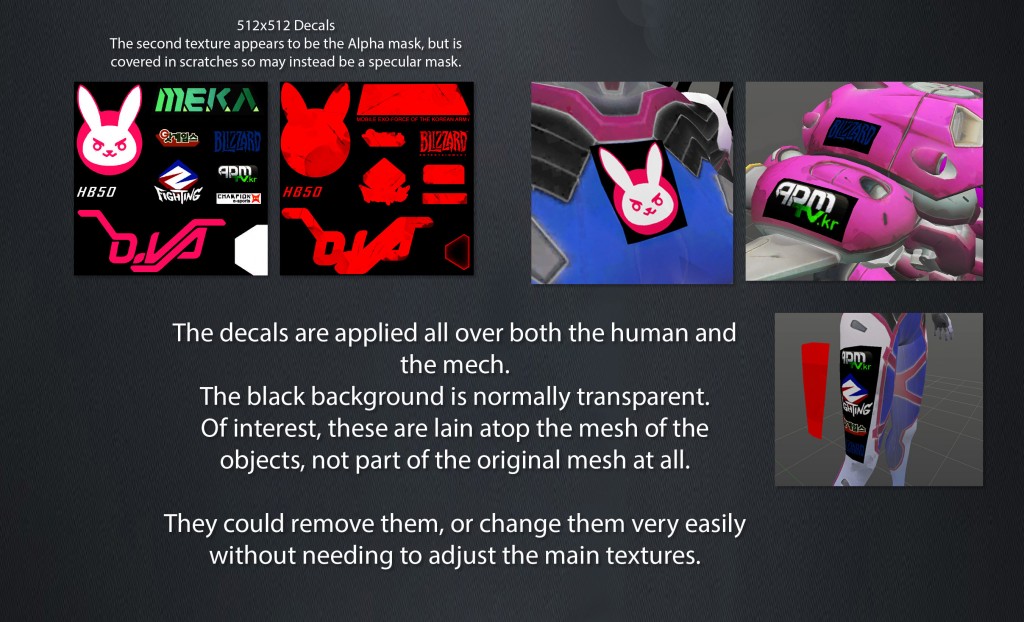 512x512 Decals
The second texture appears to be the Alpha mask, but is
covered in scratches so may instead be a specular mask.
MEKA
BLIZZARD
APM
TV.kr
HB50
FIGHTING
CHAMPION
e-sports
D.VA
MOBILE EXO-FORCE OF THE KOREAN ARMY
BLIZZARD
ENTERTAINMENT
HB50
D.VA
BLIZZARD
APM
TV.kr
APM
TV.kr
FIGHTING
The decals are applied all over both the human and
the mech.
The black background is normally transparent.
Of interest, these are lain atop the mesh of the
objects, not part of the original mesh at all.
They could remove them, or change them very easily
without needing to adjust the main textures.